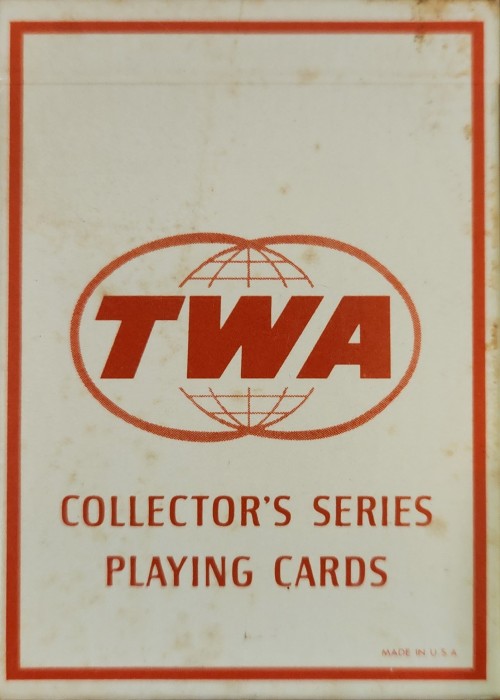 TWA
COLLECTOR'S SERIES
PLAYING CARDS
MADE IN U.S.A